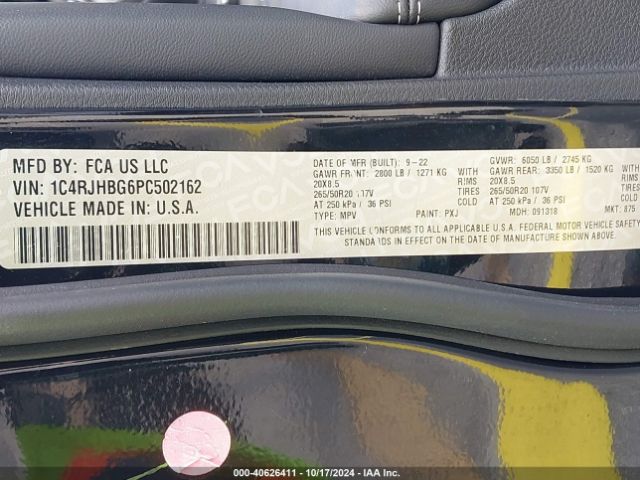 MFD BY: FCA US LLC
VIN: 1C4RJHBG6PC502162
VEHICLE MADE IN: U.S.A.
DATE OF MFR (BUILT): 9-22 GVWR: 6050 LB / 2745 KG
GAWR FRONT: 2800 LB / 1271 KG WITH GAWR REAR: 3350 LB / 1520 KG
20X8.5 RIMS 20X8.5
265/50R20 107V TIRES 265/50R20 107V
AT 250 kPa / 36 PSI COLD AT 250 kPa / 36 PSI COLD
TYPE: MPV PAINT: PXJ MDH: 091318 MKT: 875
THIS VEHICLE CONFORMS TO ALL APPLICABLE U.S.A. FEDERAL MOTOR VEHICLE SAFETY
STANDARDS IN EFFECT ON THE DATE OF MANUFACTURE SHOWN ABOVE.
000-40626411 - 10/17/2024 - IAA Inc.